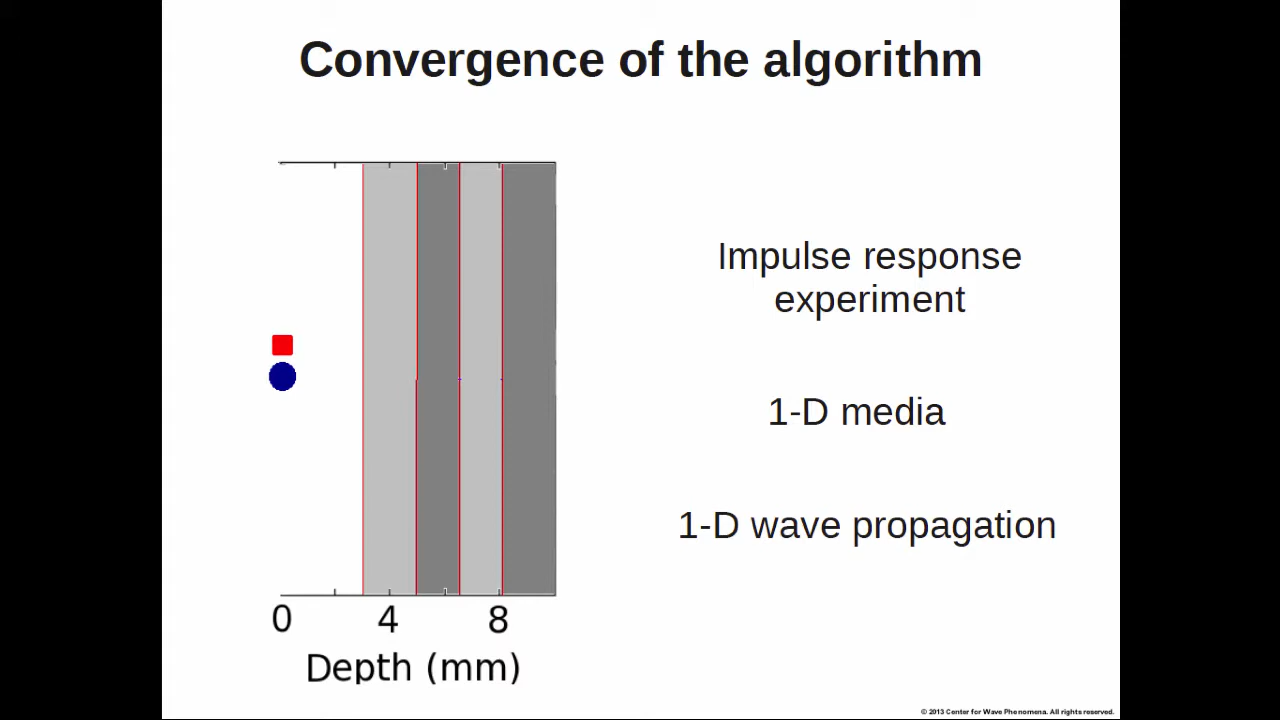 Convergence of the algorithm
Impulse response
experiment
1-D media
1-D wave propagation
0 4 8
Depth (mm)
© 2013 Center for Wave Phenomena. All rights reserved.